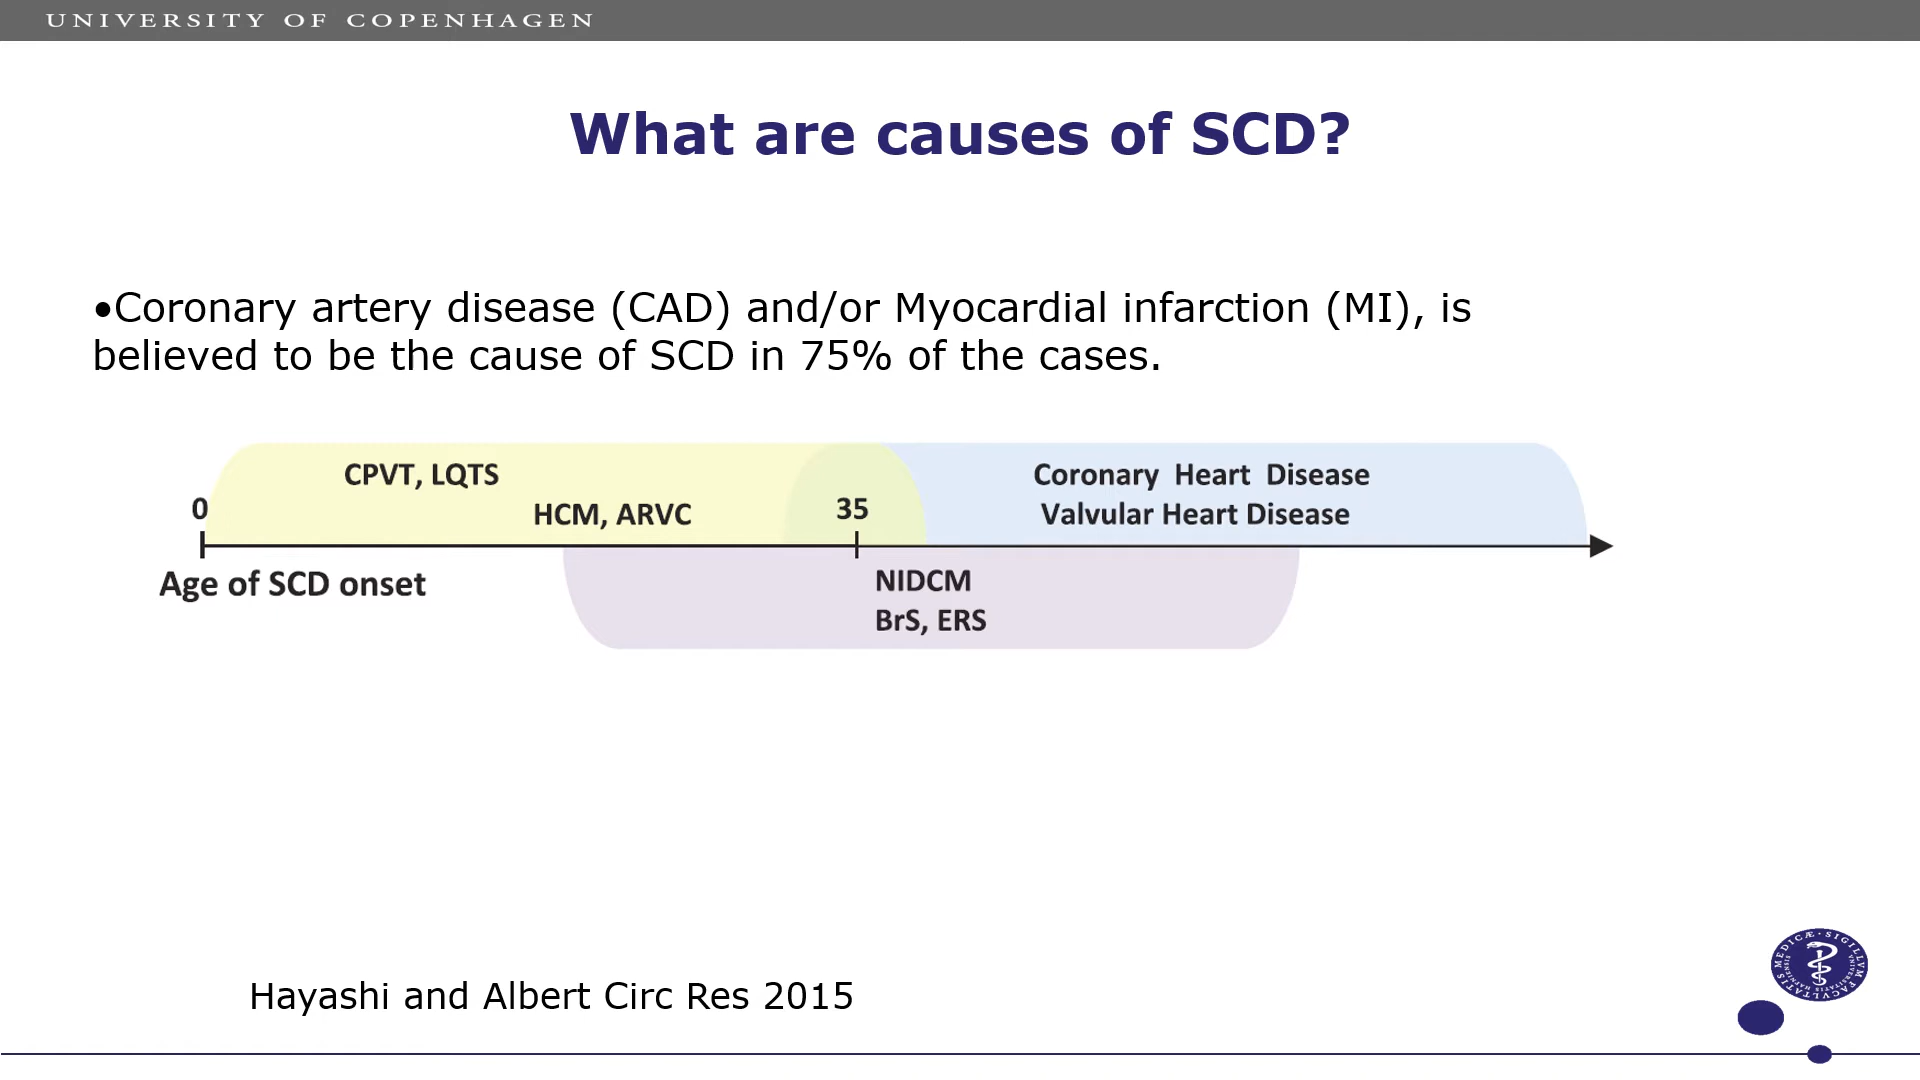 UNIVERSITY OF COPENHAGEN
What are causes of SCD?
•Coronary artery disease (CAD) and/or Myocardial infarction (MI), is
believed to be the cause of SCD in 75% of the cases.
CPVT, LQTS
HCM, ARVC
Coronary Heart Disease
Valvular Heart Disease
0
35
Age of SCD onset
NIDCM
BrS, ERS
Hayashi and Albert Circ Res 2015